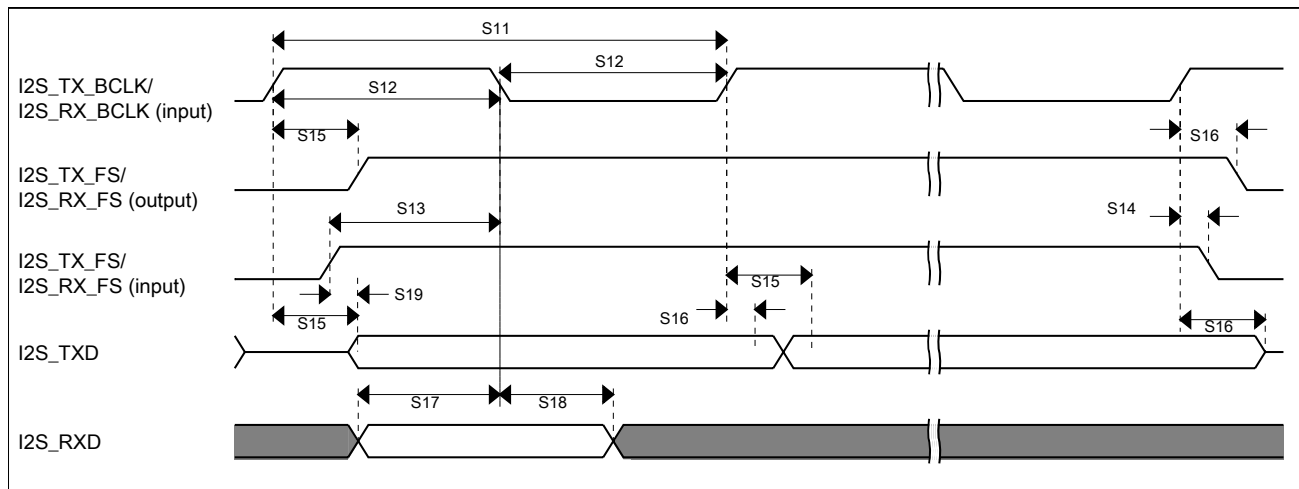 S11
I2S_TX_BCLK/
I2S_RX_BCLK (input)
S12
S12
S15
S16
I2S_TX_FS/
I2S_RX_FS (output)
S13
S14
I2S_TX_FS/
I2S_RX_FS (input)
S15
S19
S15
S16
S16
I2S_TXD
S17
S18
I2S_RXD